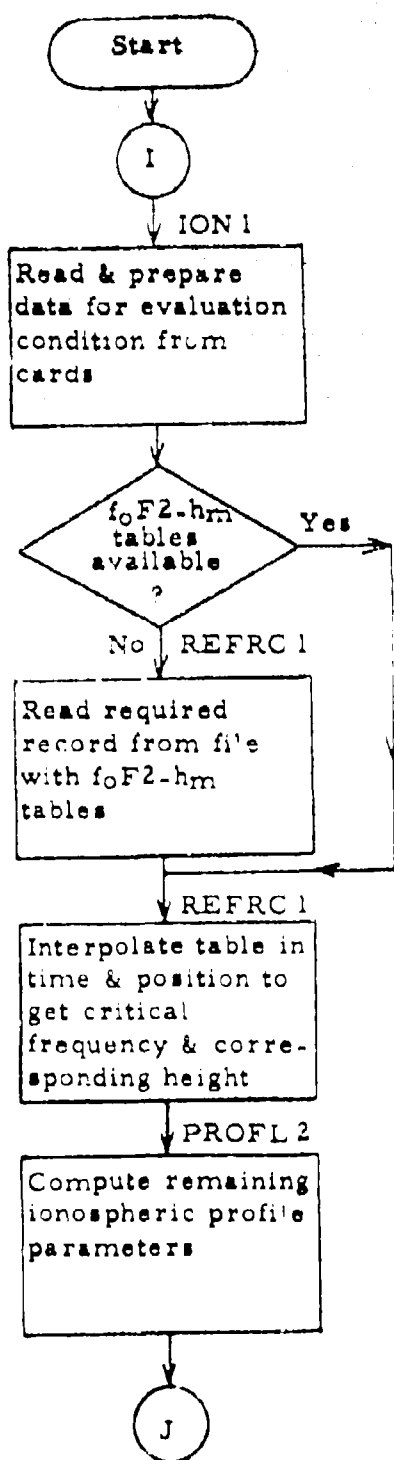 Start
I
ION 1
Read & prepare
data for evaluation
condition from
cards
f₀F2-hₘ
tables
available
?
Yes
No REFRC 1
Read required
record from file
with f₀F2-hₘ
tables
REFRC 1
Interpolate table in
time & position to
get critical
frequency & corre-
sponding height
PROFL 2
Compute remaining
ionospheric profile
parameters
J